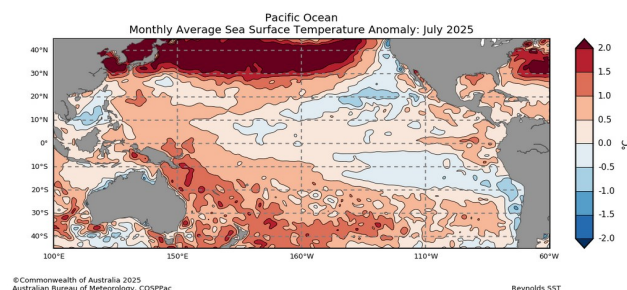 Pacific Ocean
Monthly Average Sea Surface Temperature Anomaly: July 2025
40°N
30°N
20°N
10°N
0°
10°S
20°S
30°S
40°S
100°E 150°E 160°W 110°W 60°W
2.0
1.5
1.0
0.5
0.0
-0.5
-1.0
-1.5
-2.0
°C
©Commonwealth of Australia 2025
Australian Bureau of Meteorology, COSPPac
Reynolds SST